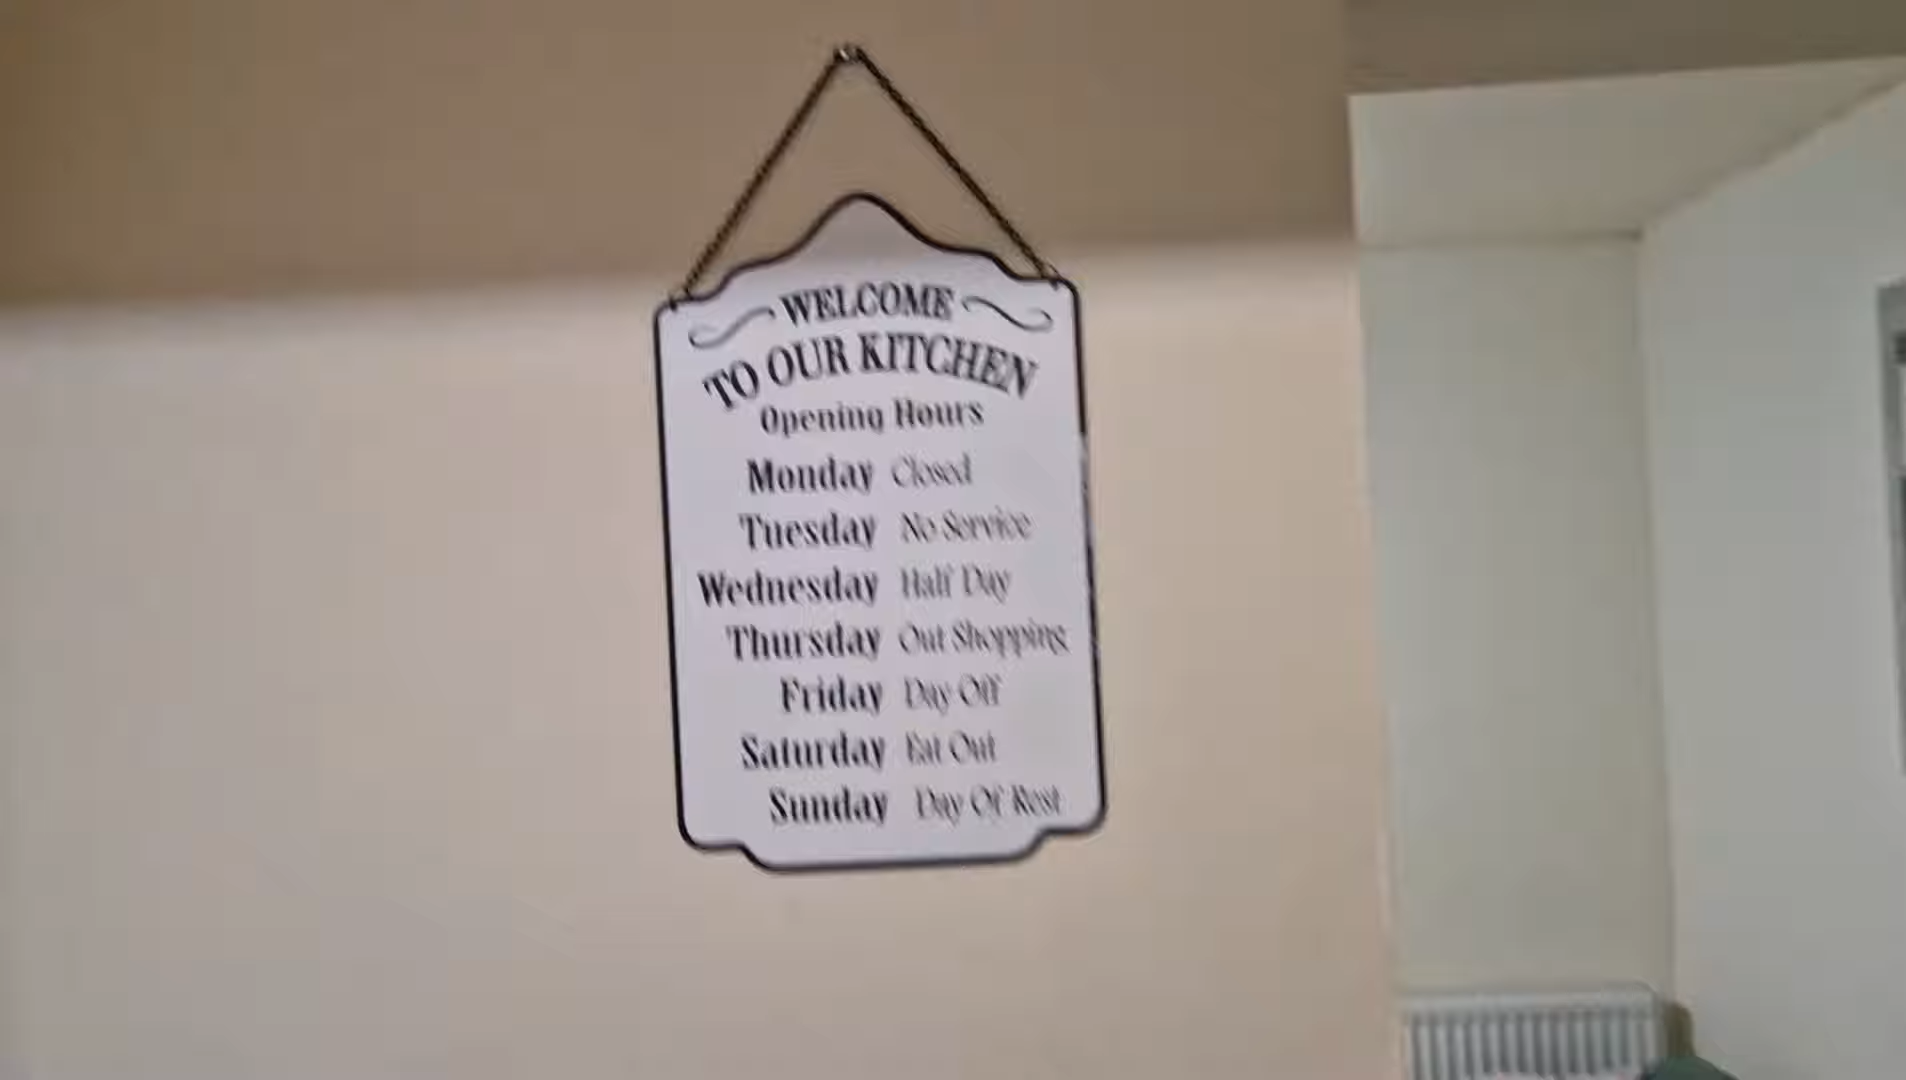 WELCOME
TO OUR KITCHEN
Opening Hours
Monday Closed
Tuesday No Service
Wednesday Half Day
Thursday Out Shopping
Friday Day Off
Saturday Eat Out
Sunday Day Of Rest